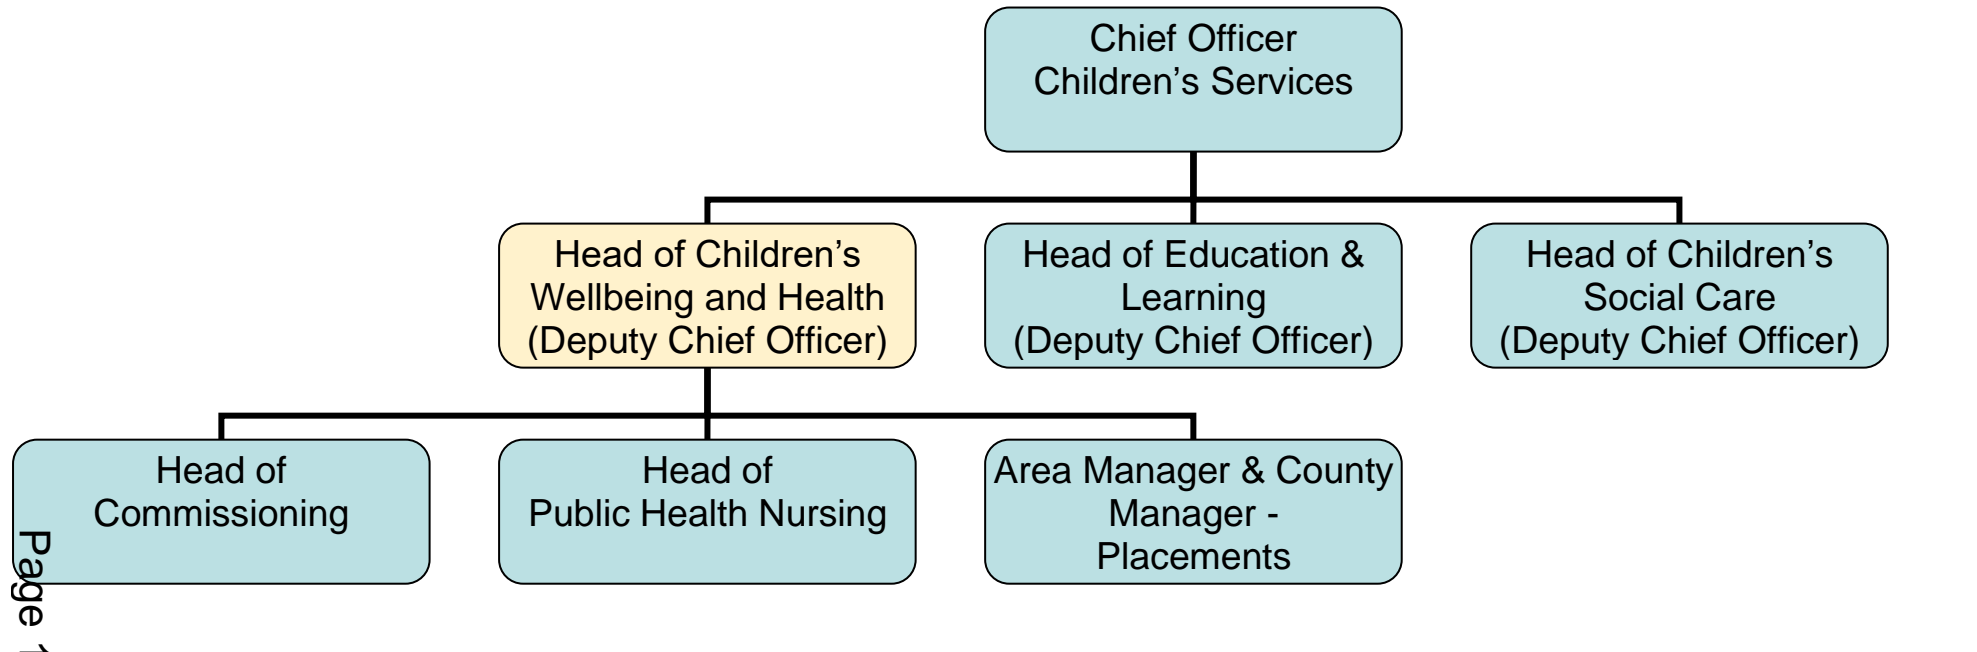 Chief Officer
Children’s Services
Head of Children’s
Wellbeing and Health
(Deputy Chief Officer)
Head of Education &
Learning
(Deputy Chief Officer)
Head of Children’s
Social Care
(Deputy Chief Officer)
Head of
Commissioning
Head of
Public Health Nursing
Area Manager & County
Manager -
Placements
Page